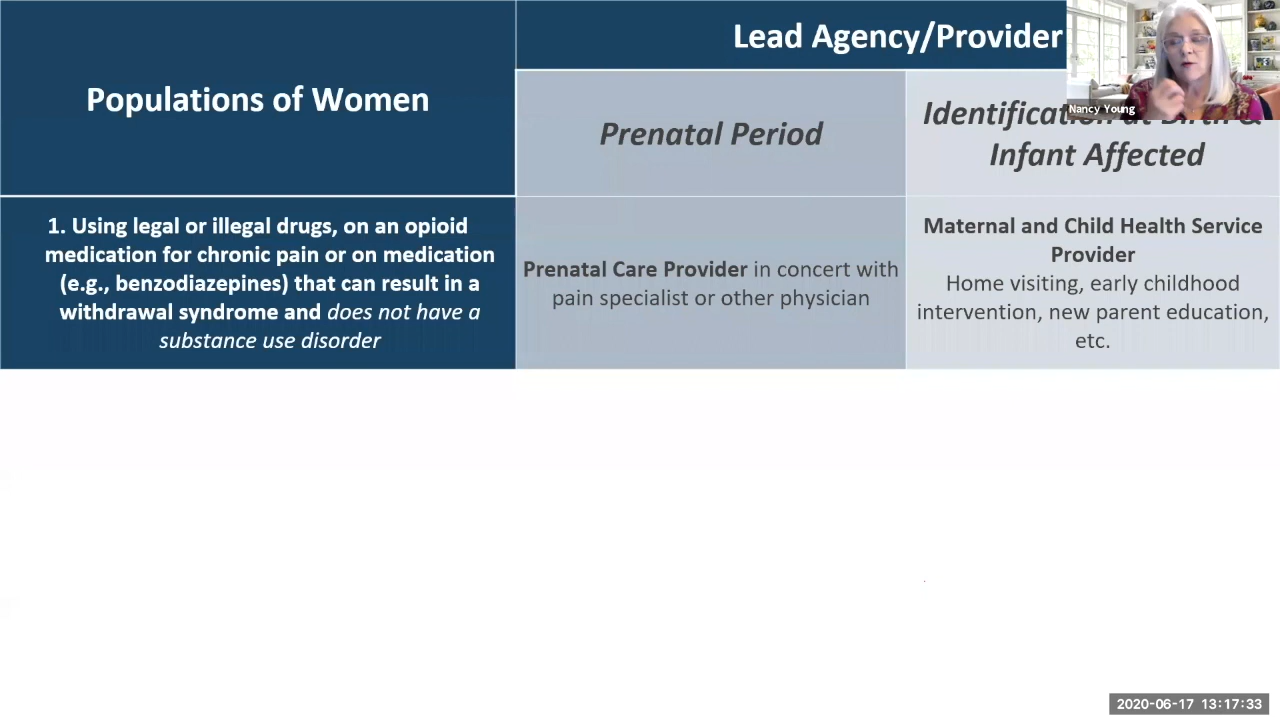 Lead Agency/Provider
Populations of Women
Prenatal Period
Nancy Young
Identification at Birth &
Infant Affected
1. Using legal or illegal drugs, on an opioid
medication for chronic pain or on medication
(e.g., benzodiazepines) that can result in a
withdrawal syndrome and does not have a
substance use disorder
Prenatal Care Provider in concert with
pain specialist or other physician
Maternal and Child Health Service
Provider
Home visiting, early childhood
intervention, new parent education,
etc.
2020-06-17 13:17:33